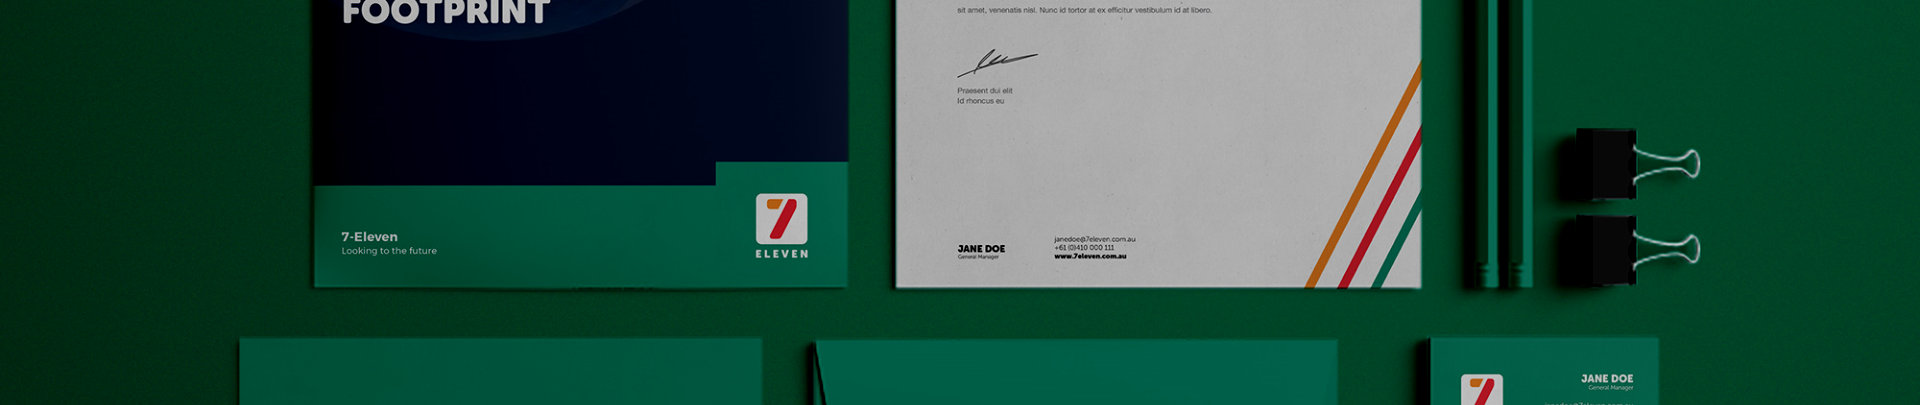 FOOTPRINT
7-Eleven
Looking to the future
7
ELEVEN
sit amet, venenatis nisl. Nunc id tortor at ex efficitur vestibulum id at libero.
Praesent dui elit
Id rhoncus eu
JANE DOE
General Manager
janedoe@7eleven.com.au
+61 (0)410 000 111
www.7eleven.com.au
7
JANE DOE
General Manager